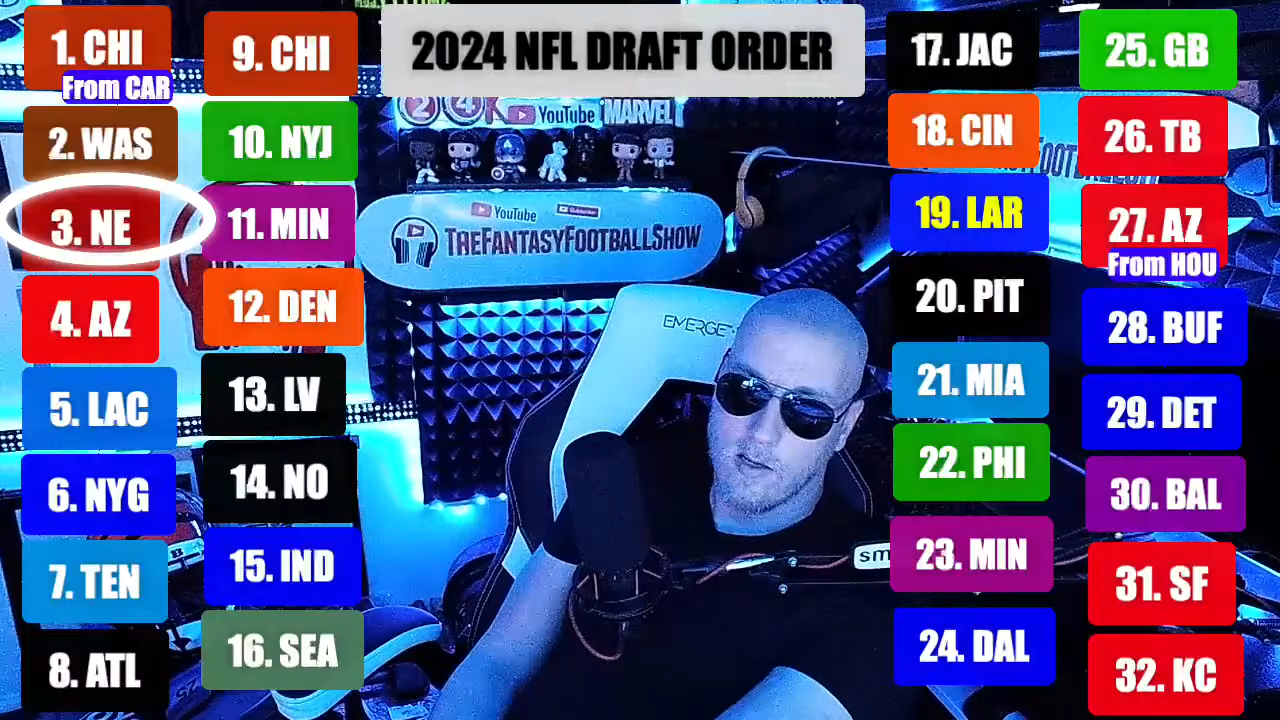 2024 NFL DRAFT ORDER
1. CHI
From CAR
2. WAS
3. NE
4. AZ
5. LAC
6. NYG
7. TEN
8. ATL
9. CHI
10. NYJ
11. MIN
12. DEN
13. LV
14. NO
15. IND
16. SEA
YouTube
MARVEL
YouTube
THEFANTASYFOOTBALLSHOW
EMERGE
sm
17. JAC
18. CIN
19. LAR
20. PIT
21. MIA
22. PHI
23. MIN
24. DAL
25. GB
26. TB
27. AZ
From HOU
28. BUF
29. DET
30. BAL
31. SF
32. KC